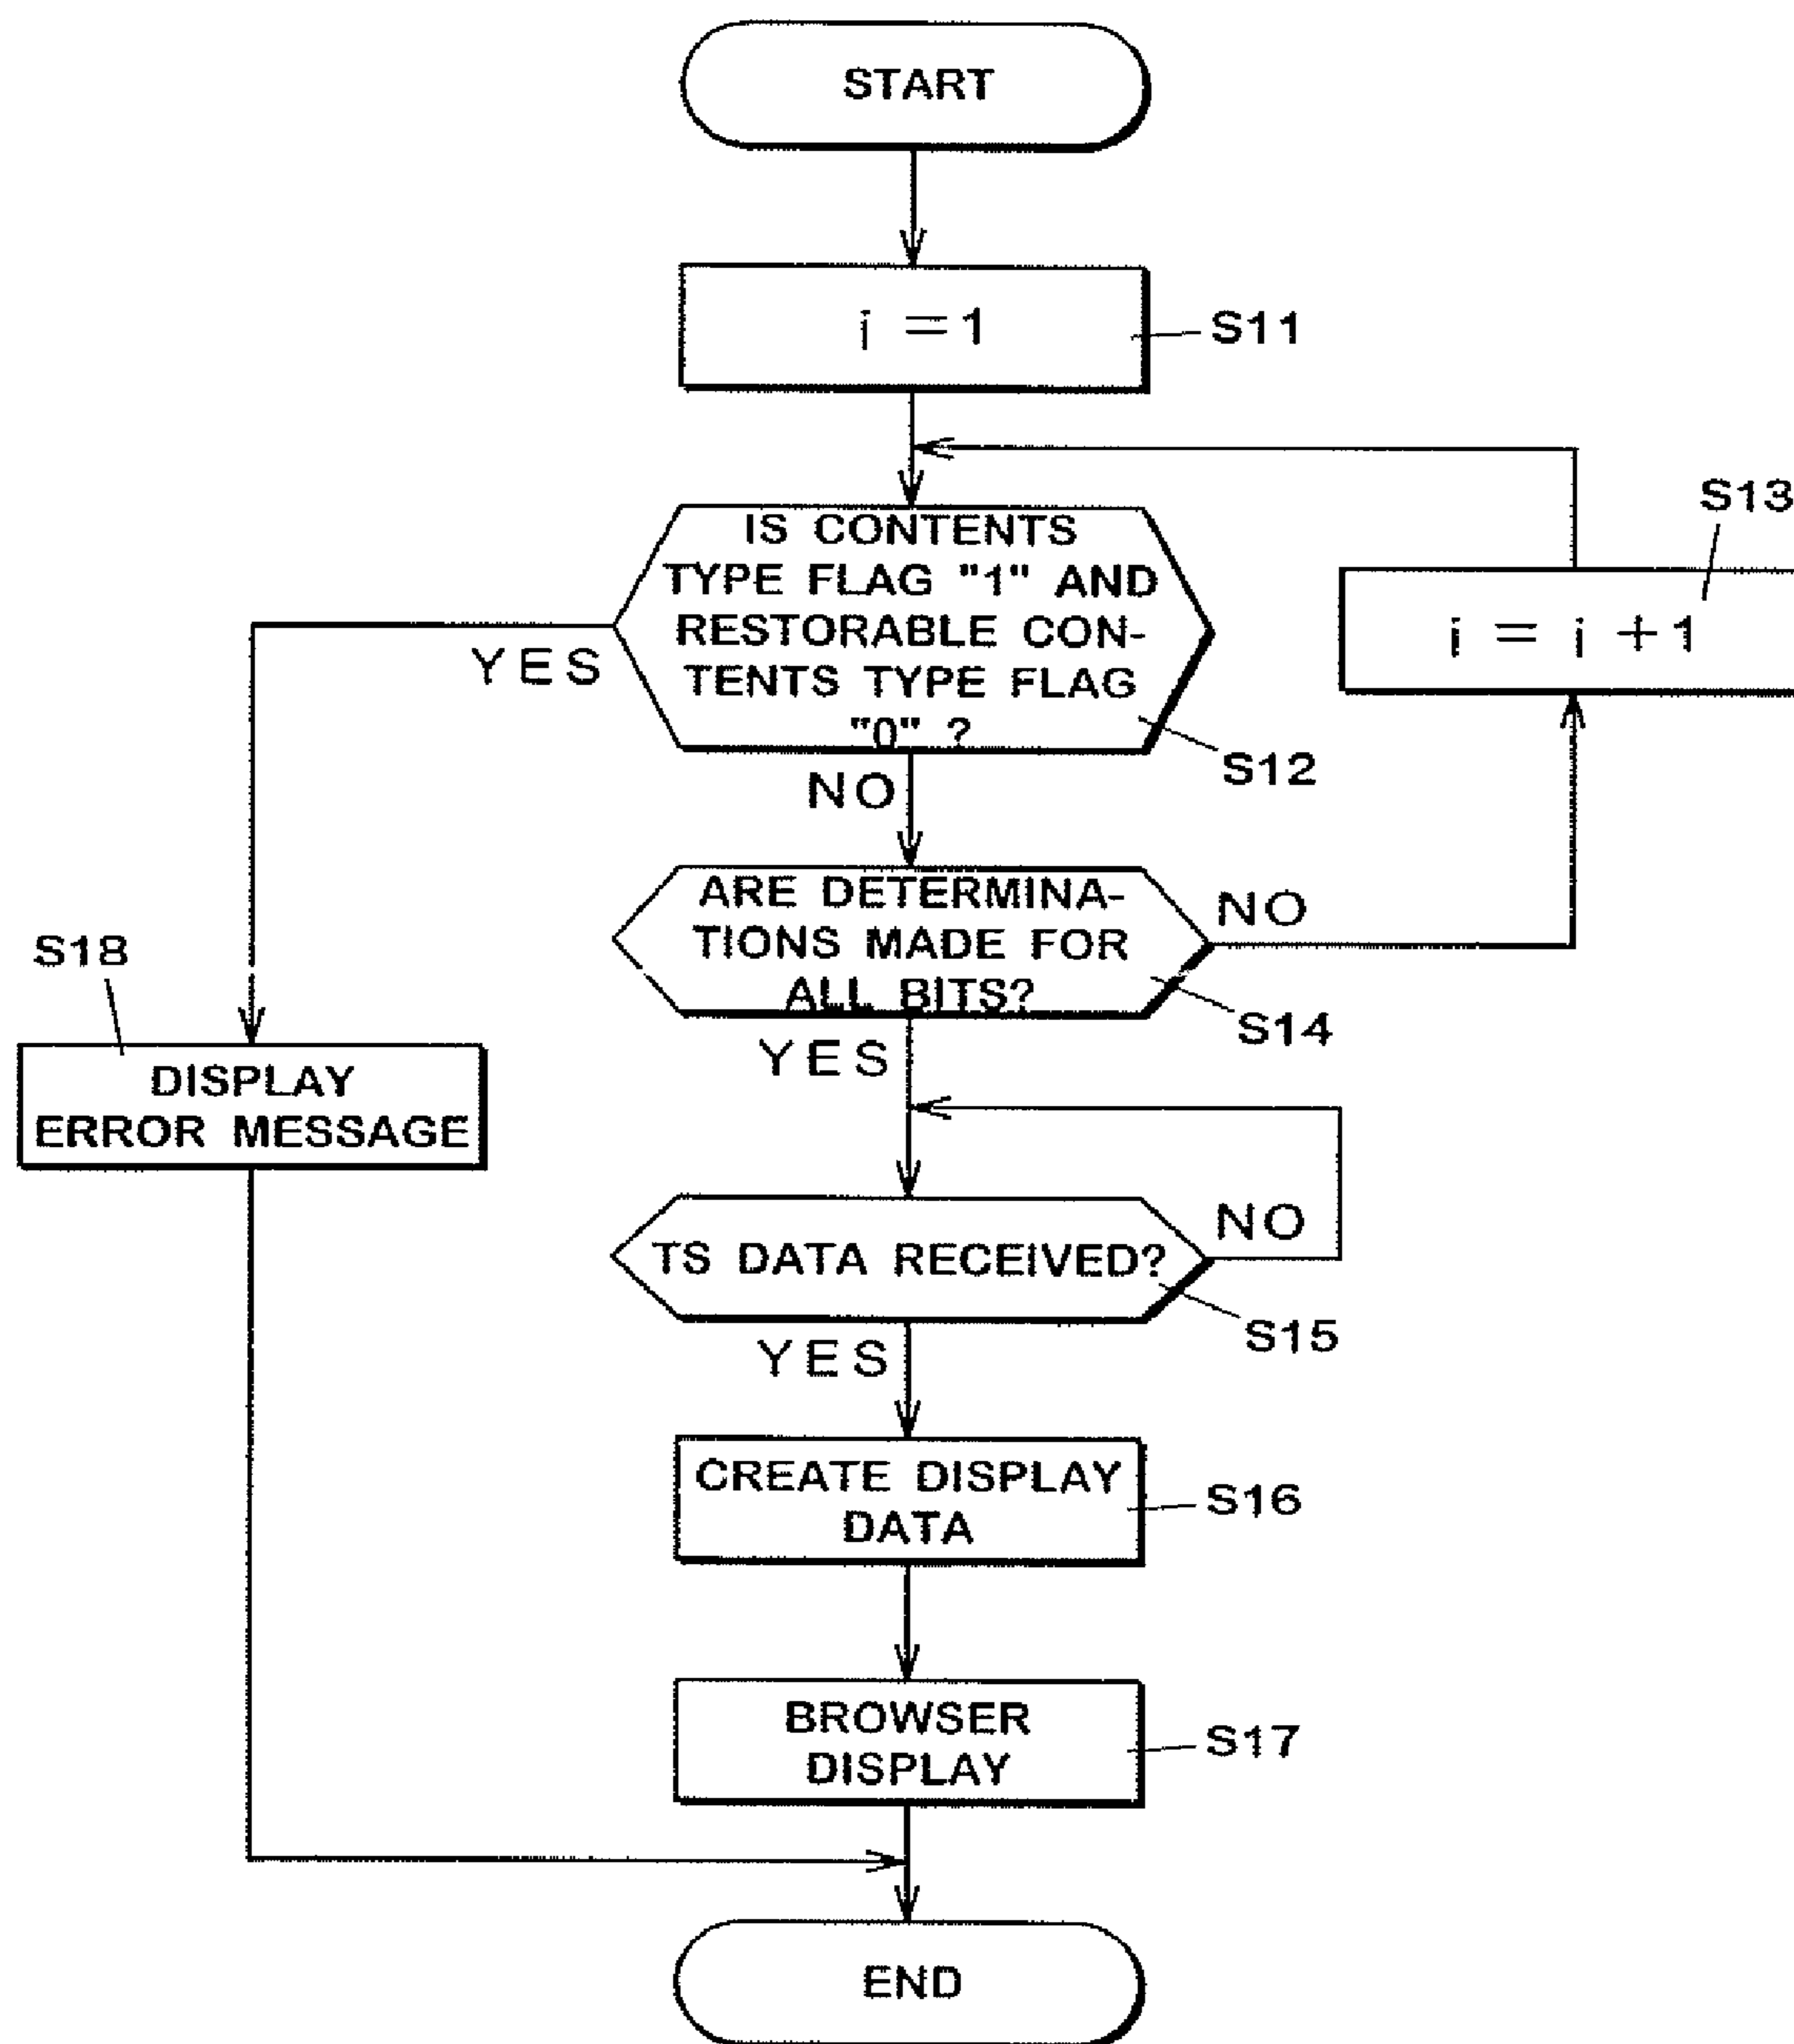 START
i = 1
S11
IS CONTENTS
TYPE FLAG "1" AND
RESTORABLE CON-
TENTS TYPE FLAG
"0" ?
S12
YES
NO
S13
i = i + 1
ARE DETERMINA-
TIONS MADE FOR
ALL BITS?
NO
S14
YES
S18
DISPLAY
ERROR MESSAGE
TS DATA RECEIVED?
NO
S15
YES
CREATE DISPLAY
DATA
S16
BROWSER
DISPLAY
S17
END